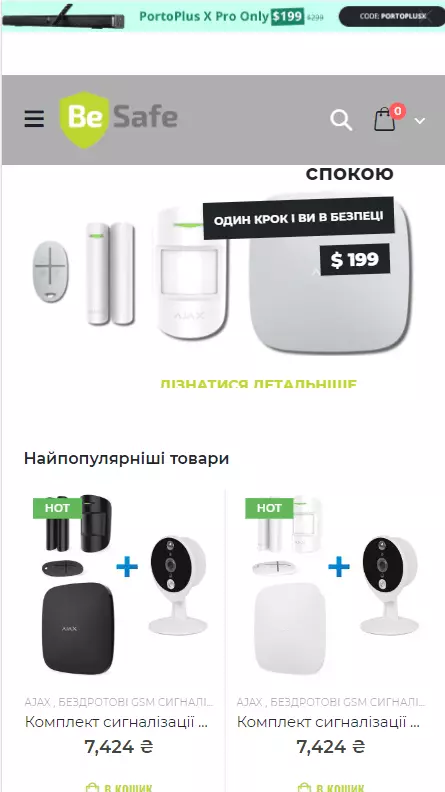 PortoPlus X Pro Only $199 $299 CODE: PORTOPLUSX
Be Safe
0
СПОКОЮ
ОДИН КРОК І ВИ В БЕЗПЕЦІ
$ 199
AJAX
ДІЗНАТИСЯ ДЕТАЛЬНІШЕ
Найпопулярніші товари
HOT
HOT
AJAX
AJAX , БЕЗДРОТОВІ GSM СИГНАЛІ...
AJAX , БЕЗДРОТОВІ GSM СИГНАЛІ...
Комплект сигналізації ...
Комплект сигналізації ...
7,424 ₴
7,424 ₴
В КОШИК
В КОШИК